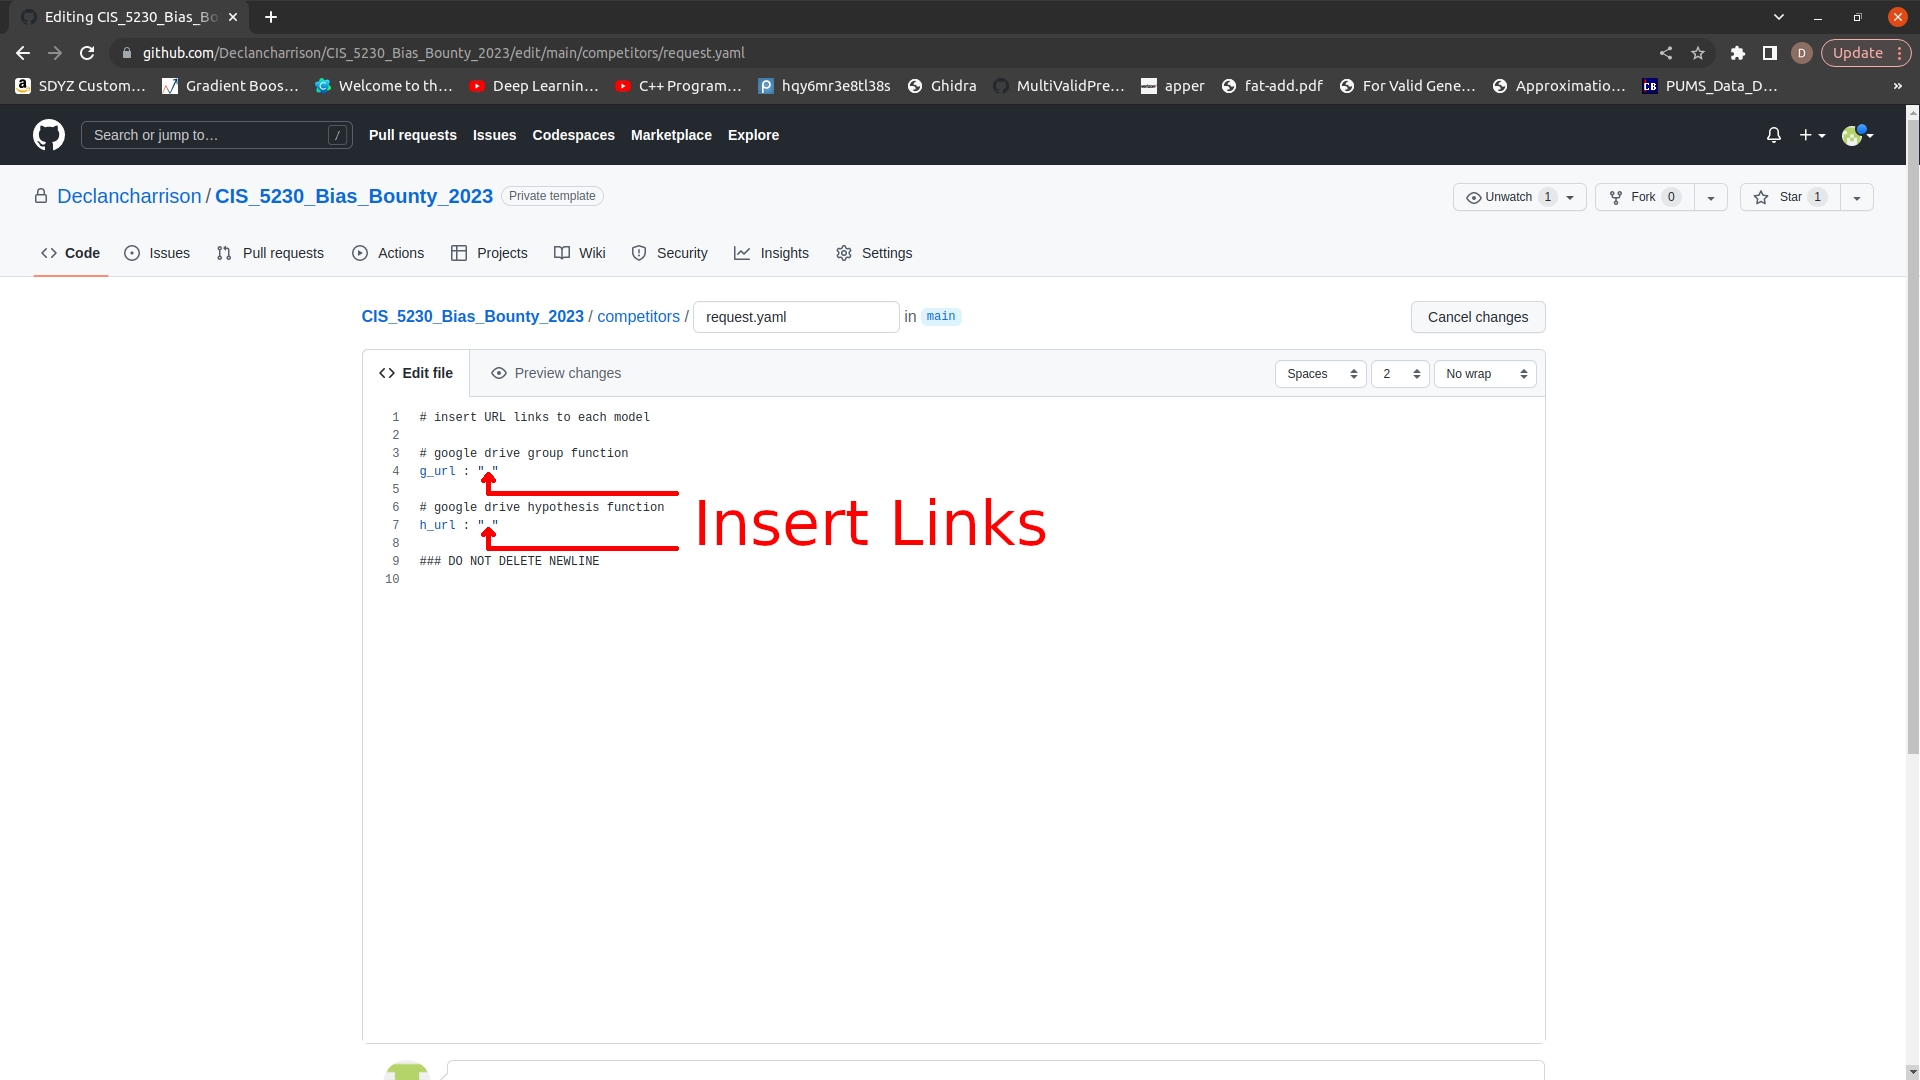 Editing CIS_5230_Bias_Bo
github.com/Declancharrison/CIS_5230_Bias_Bounty_2023/edit/main/competitors/request.yaml
D
Update
SDYZ Custom…
Gradient Boos…
Welcome to th…
Deep Learnin…
C++ Program…
hqy6mr3e8tl38s
Ghidra
MultiValidPre…
apper
fat-add.pdf
For Valid Gene…
Approximatio…
PUMS_Data_D…
»
Search or jump to…
/
Pull requests
Issues
Codespaces
Marketplace
Explore
Declancharrison / CIS_5230_Bias_Bounty_2023
Private template
Unwatch 1
Fork 0
Star 1
Code
Issues
Pull requests
Actions
Projects
Wiki
Security
Insights
Settings
CIS_5230_Bias_Bounty_2023 / competitors / request.yaml in main
Cancel changes
Edit file
Preview changes
Spaces
2
No wrap
1 # insert URL links to each model
2
3 # google drive group function
4 g_url : " "
5
6 # google drive hypothesis function
7 h_url : " "
8
9 ### DO NOT DELETE NEWLINE
10
Insert Links